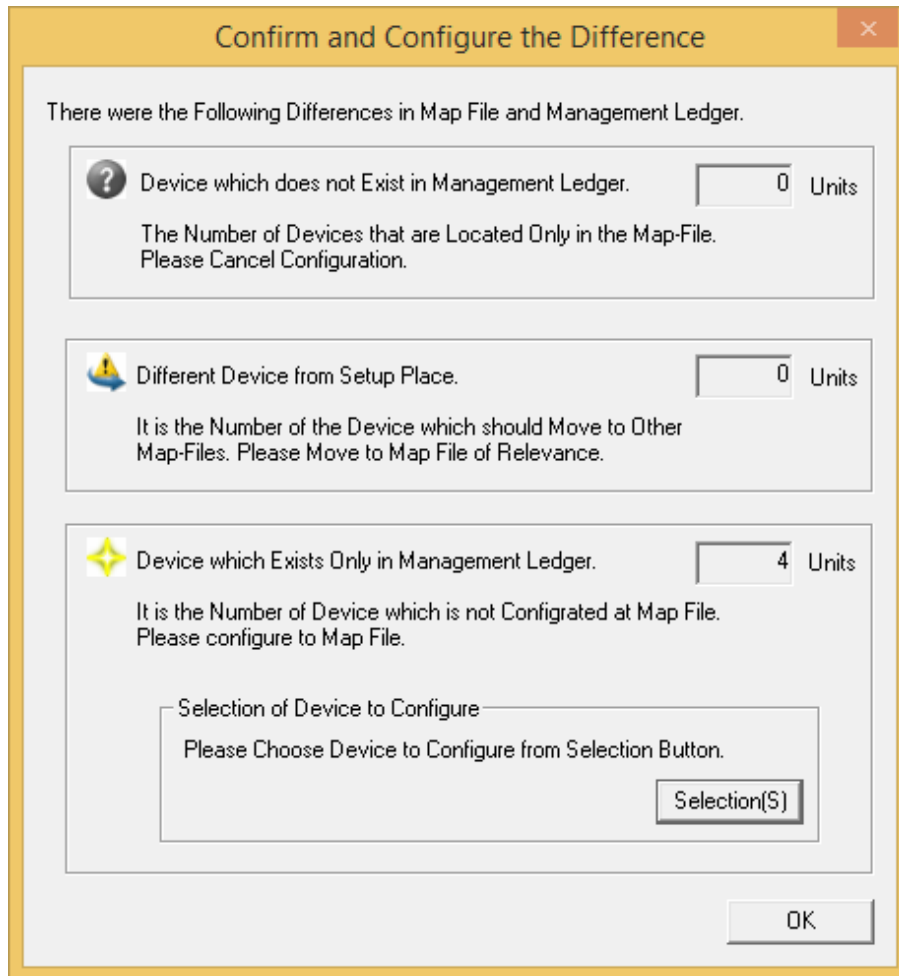 Confirm and Configure the Difference
There were the Following Differences in Map File and Management Ledger.
Device which does not Exist in Management Ledger. 0 Units
The Number of Devices that are Located Only in the Map-File.
Please Cancel Configuration.
Different Device from Setup Place. 0 Units
It is the Number of the Device which should Move to Other
Map-Files. Please Move to Map File of Relevance.
Device which Exists Only in Management Ledger. 4 Units
It is the Number of Device which is not Configrated at Map File.
Please configure to Map File.
Selection of Device to Configure
Please Choose Device to Configure from Selection Button.
Selection(S)
OK